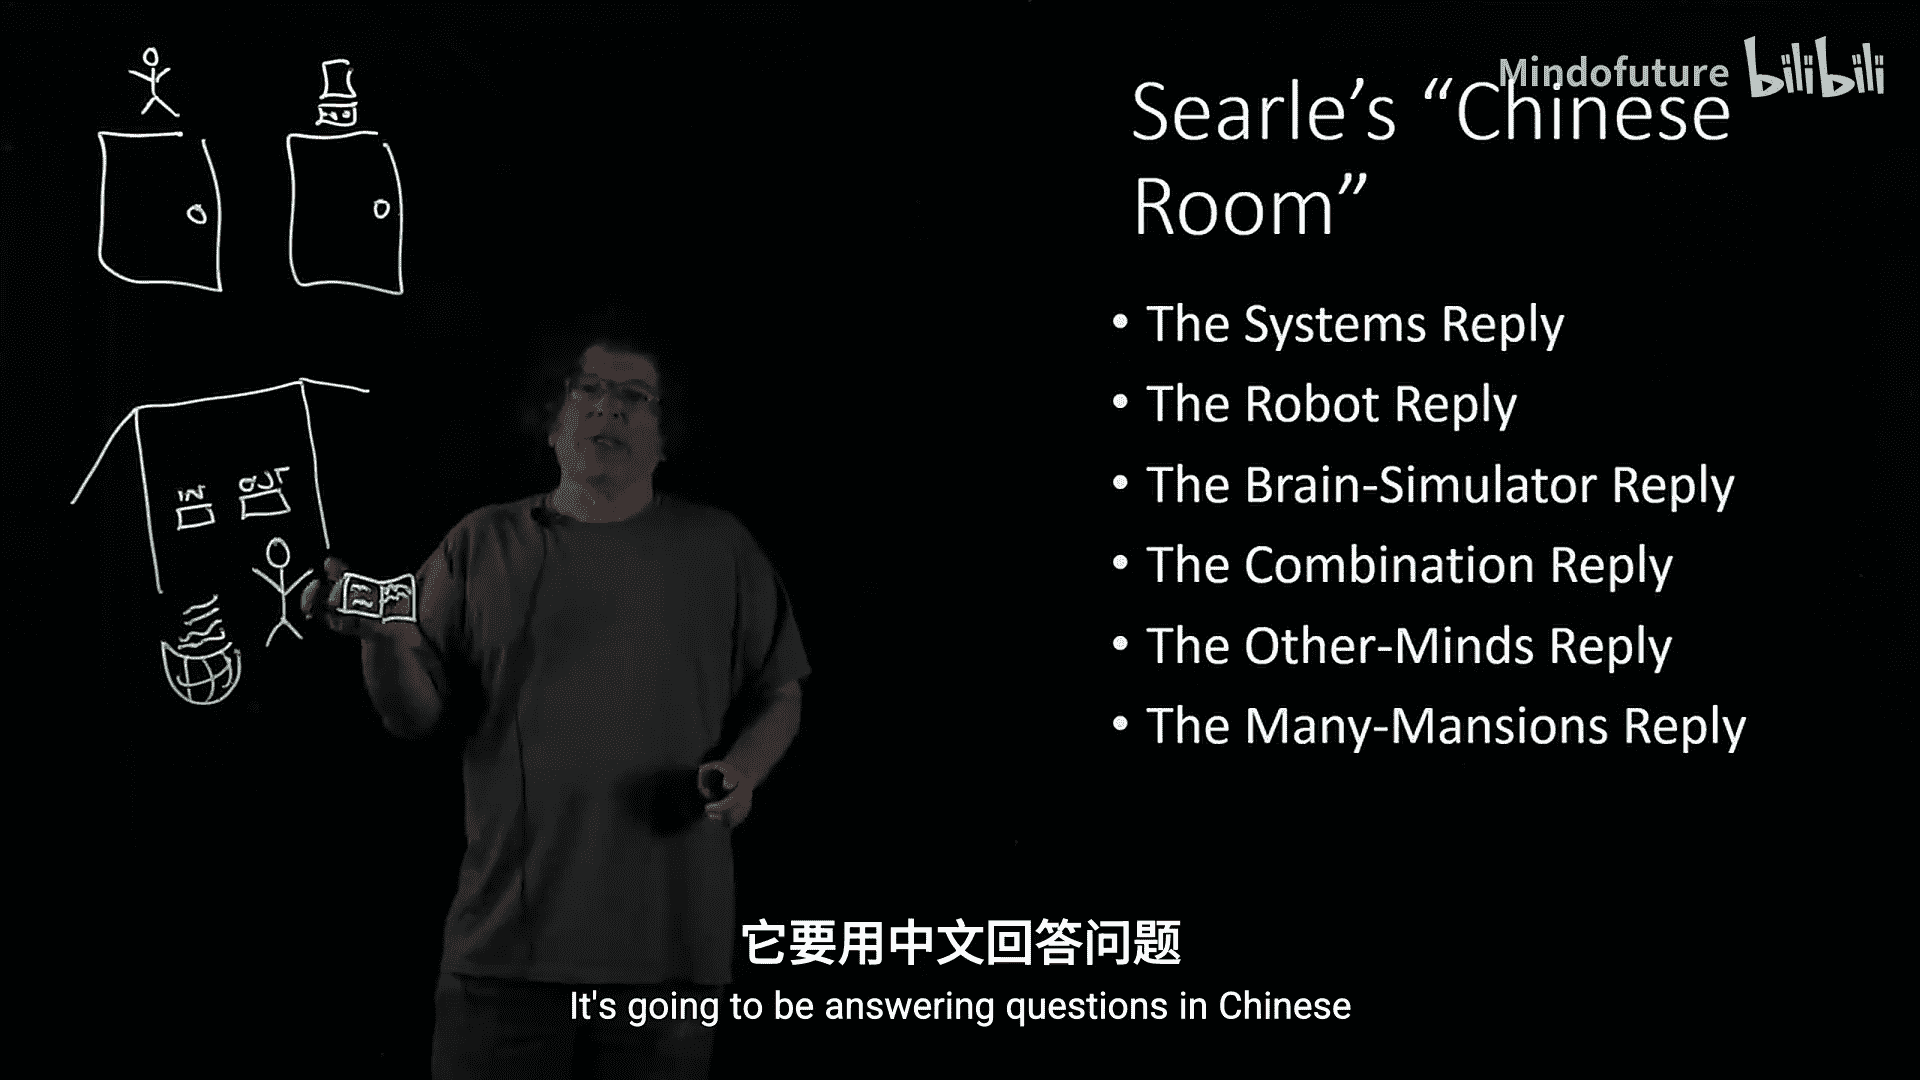 Mindofuture bilibili
Searle’s “Chinese
Room”
• The Systems Reply
• The Robot Reply
• The Brain-Simulator Reply
• The Combination Reply
• The Other-Minds Reply
• The Many-Mansions Reply
IN OUT
它要用中文回答问题
It's going to be answering questions in Chinese